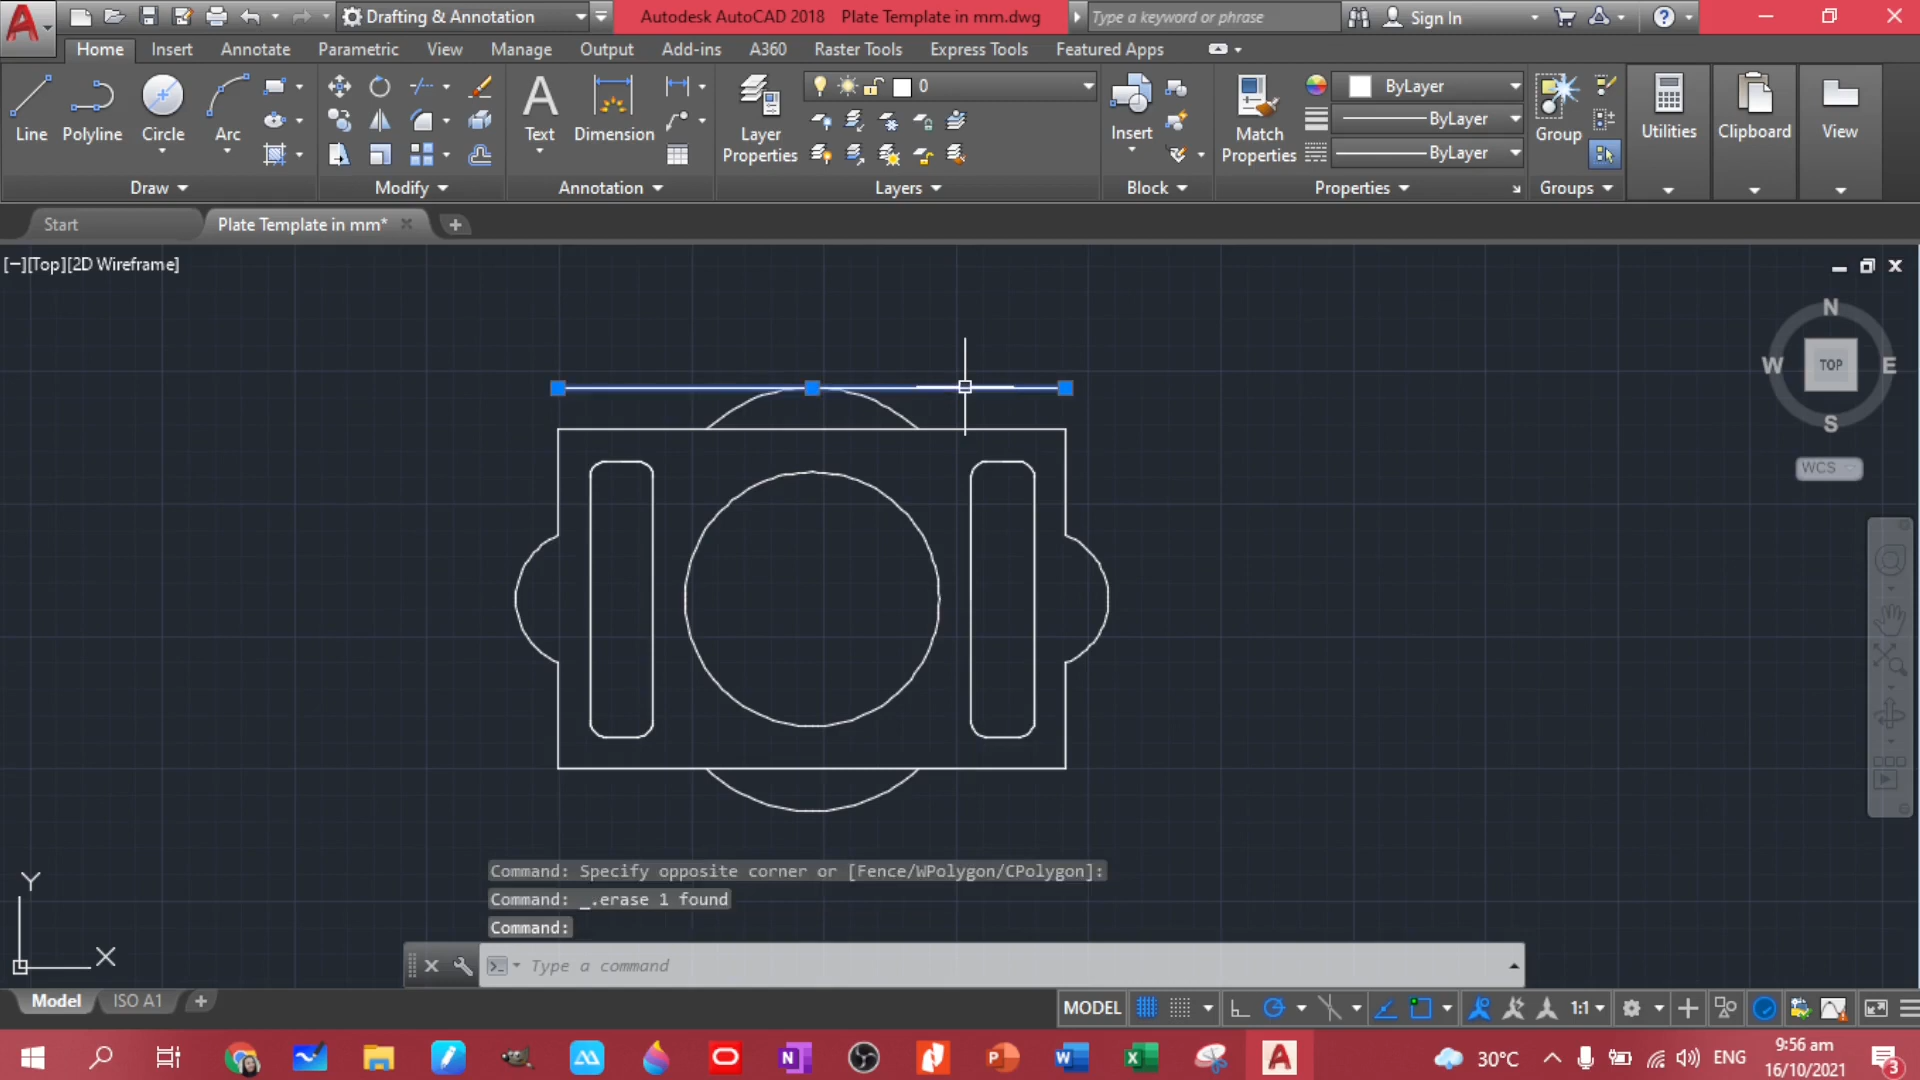 Drafting & Annotation
Autodesk AutoCAD 2018 Plate Template in mm.dwg
Type a keyword or phrase
Sign In
Home Insert Annotate Parametric View Manage Output Add-ins A360 Raster Tools Express Tools Featured Apps
Line Polyline Circle Arc
Text Dimension
Layer Properties
0
Insert
Match Properties
ByLayer
ByLayer
ByLayer
Group
Utilities
Clipboard
View
Draw Modify Annotation Layers Block Properties Groups
Start
Plate Template in mm*
[−][Top][2D Wireframe]
N
W TOP E
S
WCS
Command: Specify opposite corner or [Fence/WPolygon/CPolygon]:
Command: _.erase 1 found
Command:
Type a command
Y
X
Model ISO A1
MODEL
1:1
30°C
ENG
9:56 am
16/10/2021
3